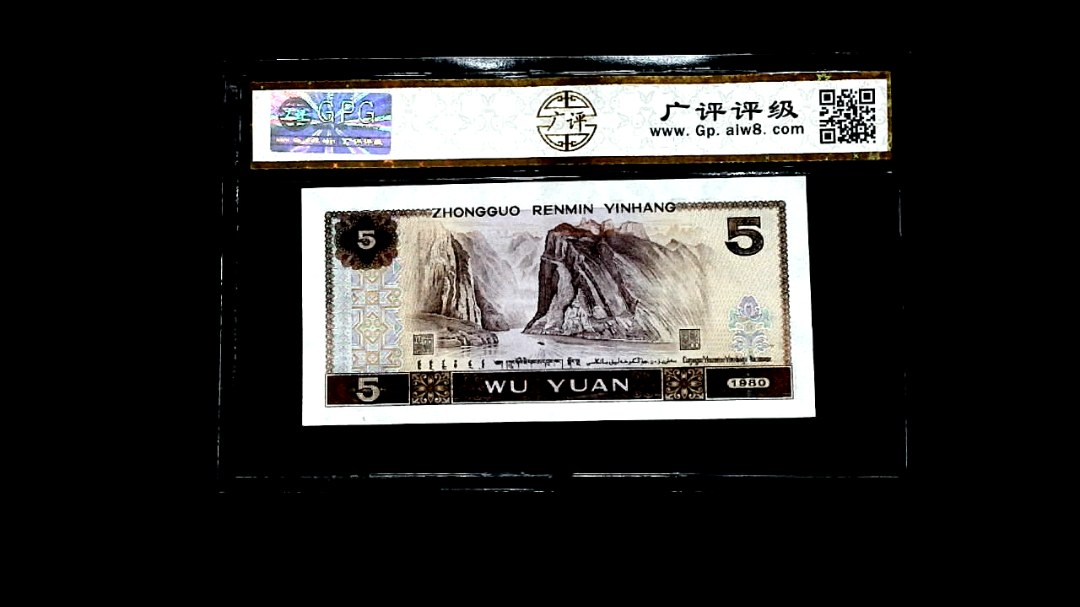 GPG
广评
广评评级
www. Gp. alw8. com
ZHONGGUO RENMIN YINHANG
5
5
5
WU YUAN
1980